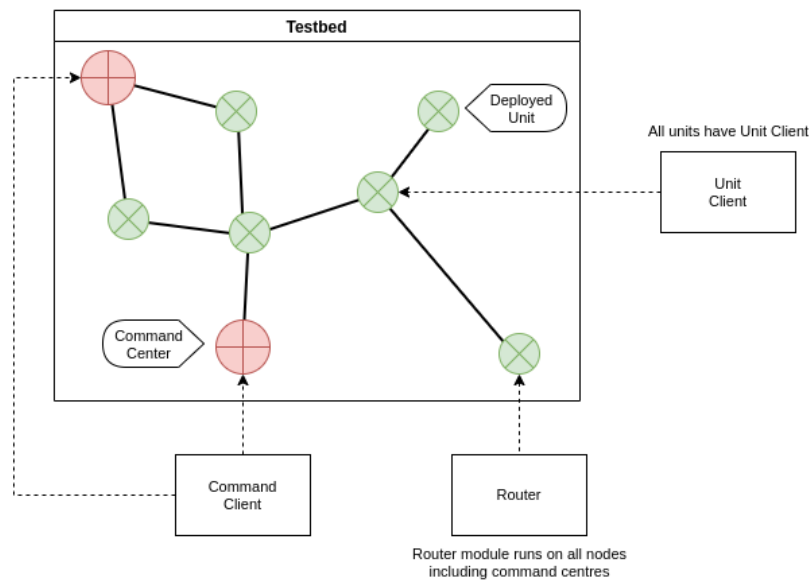 Testbed
Deployed
Unit
All units have Unit Client
Unit
Client
Command
Center
Command
Client
Router
Router module runs on all nodes
including command centres